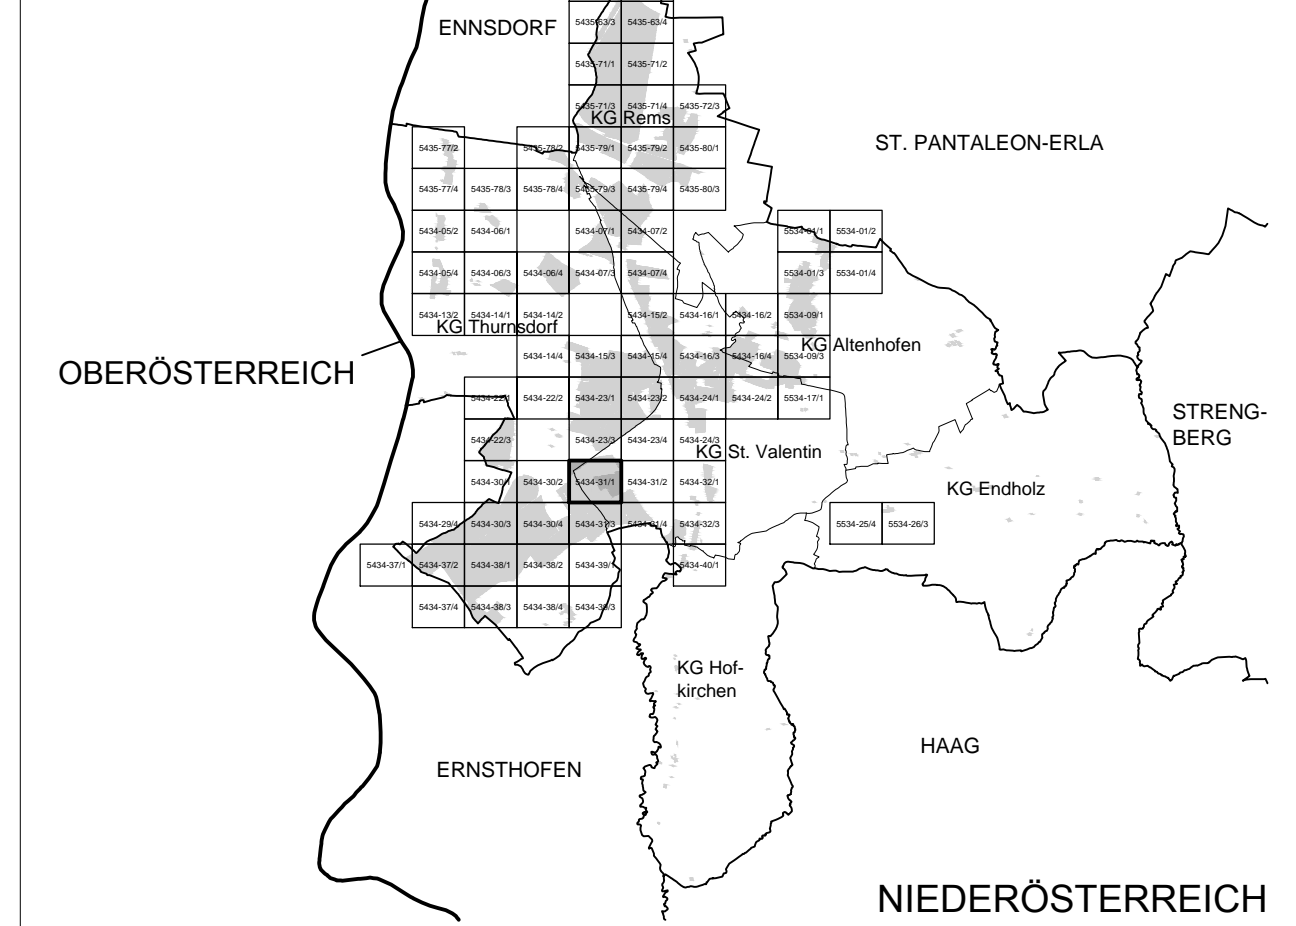 ENNSDORF
5435-63/3 5435-63/4
5435-71/1 5435-71/2
5435-71/3 5435-71/4 5435-72/3
KG Rems
ST. PANTALEON-ERLA
5435-77/2 5435-78/2 5435-79/1 5435-79/2 5435-80/1
5435-77/4 5435-78/3 5435-78/4 5435-79/3 5435-79/4 5435-80/3
5434-05/2 5434-06/1 5434-07/1 5434-07/2 5534-01/1 5534-01/2
5434-05/4 5434-06/3 5434-06/4 5434-07/3 5434-07/4 5534-01/3 5534-01/4
5434-13/2 5434-14/1 5434-14/2 5434-15/2 5434-16/1 5434-16/2 5534-09/1
KG Thurnsdorf
KG Altenhofen
5434-14/4 5434-15/3 5434-15/4 5434-16/3 5434-16/4 5534-09/3
OBERÖSTERREICH
5434-22/1 5434-22/2 5434-23/1 5434-23/2 5434-24/1 5434-24/2 5534-17/1
STRENG-
BERG
5434-22/3 5434-23/3 5434-23/4 5434-24/3
KG St. Valentin
5434-30/1 5434-30/2 5434-31/1 5434-31/2 5434-32/1
KG Endholz
5434-29/4 5434-30/3 5434-30/4 5434-31/3 5434-31/4 5434-32/3 5534-25/4 5534-26/3
5434-37/1 5434-37/2 5434-38/1 5434-38/2 5434-39/1 5434-40/1
5434-37/4 5434-38/3 5434-38/4 5434-39/3
KG Hof-
kirchen
HAAG
ERNSTHOFEN
NIEDERÖSTERREICH